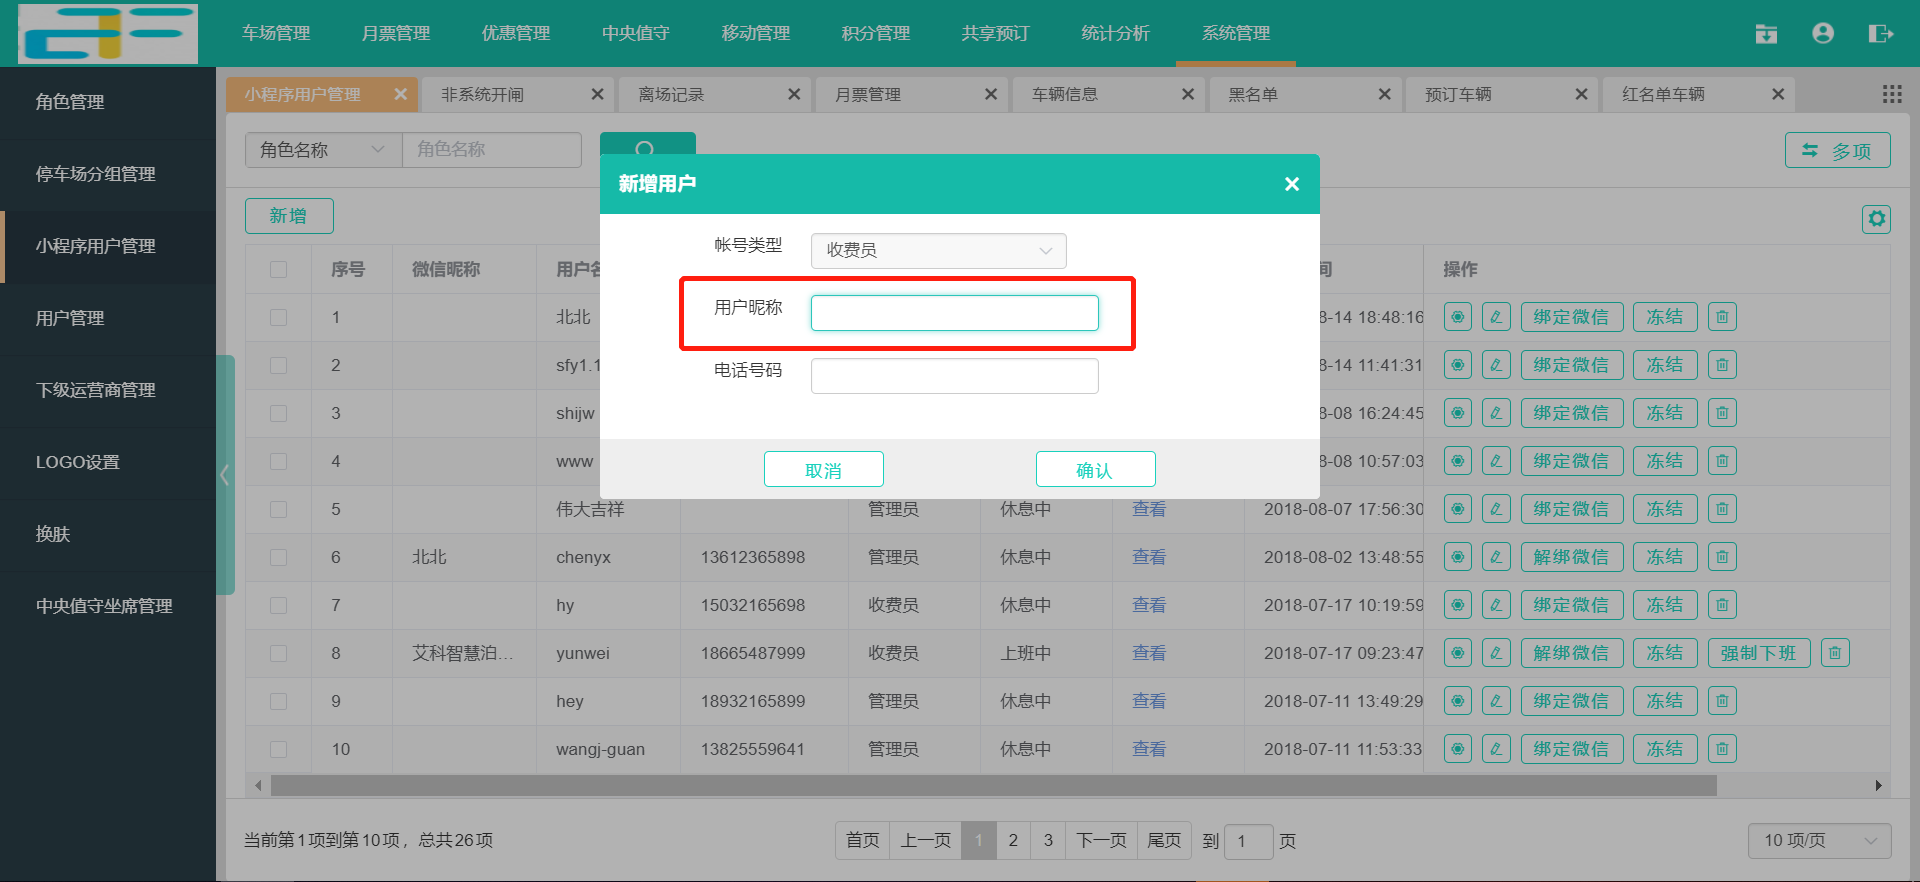 车场管理 月票管理 优惠管理 中央值守 移动管理 积分管理 共享预订 统计分析 系统管理
角色管理
停车场分组管理
小程序用户管理
用户管理
下级运营商管理
LOGO设置
换肤
中央值守坐席管理
小程序用户管理 非系统开闸 离场记录 月票管理 车辆信息 黑名单 预订车辆 红名单车辆
角色名称 角色名称 多项
新增
新增用户
帐号类型 收费员
用户昵称
电话号码
取消 确认
序号 微信昵称 用户名 间 操作
1 北北 8-14 18:48:16 绑定微信 冻结
2 sfy1.1 8-14 11:41:31 绑定微信 冻结
3 shijw 8-08 16:24:45 绑定微信 冻结
4 www 8-08 10:57:03 绑定微信 冻结
5 伟大吉祥 管理员 休息中 查看 2018-08-07 17:56:30 绑定微信 冻结
6 北北 chenyx 13612365898 管理员 休息中 查看 2018-08-02 13:48:55 解绑微信 冻结
7 hy 15032165698 收费员 休息中 查看 2018-07-17 10:19:59 绑定微信 冻结
8 艾科智慧泊... yunwei 18665487999 收费员 上班中 查看 2018-07-17 09:23:47 解绑微信 冻结 强制下班
9 hey 18932165899 管理员 休息中 查看 2018-07-11 13:49:29 绑定微信 冻结
10 wangj-guan 13825559641 管理员 休息中 查看 2018-07-11 11:53:33 绑定微信 冻结
当前第1项到第10项，总共26项 首页 上一页 1 2 3 下一页 尾页 到 1 页 10 项/页